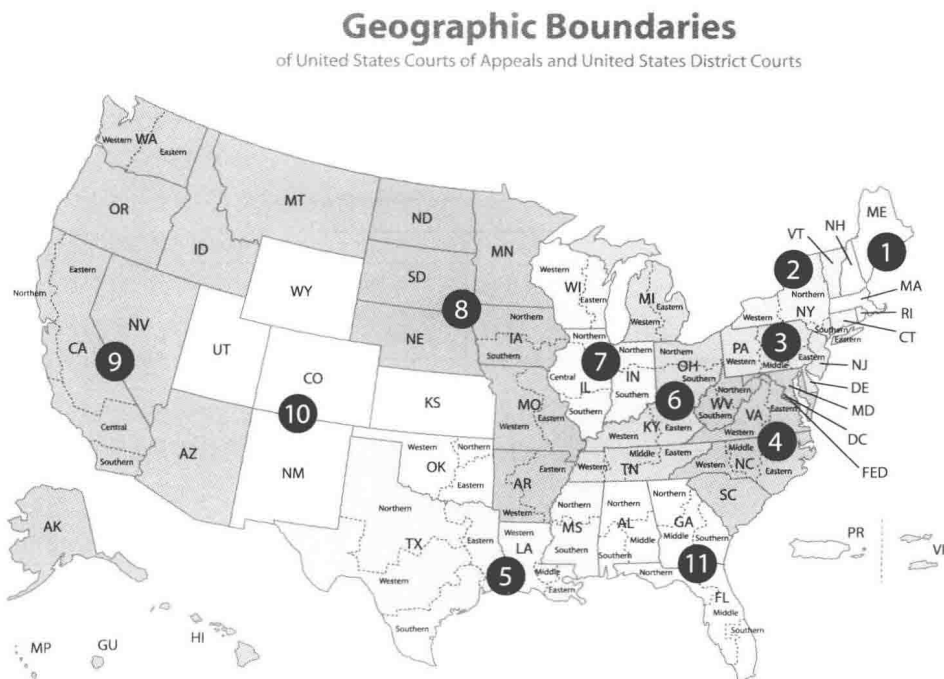 Geographic Boundaries
of United States Courts of Appeals and United States District Courts
Western
WA
Eastern
OR
ID
MT
ND
MN
SD
8
NE
WY
Northern
Eastern
CA
NV
9
Central
Southern
UT
CO
10
KS
AZ
NM
Northern
IA
Southern
Western
WI
Eastern
MI
Western
Eastern
7
Northern
Central
IL
Southern
Northern
IN
Southern
Northern
OH
Southern
6
MO
Western
Eastern
KY
Western
Eastern
Western
OK
Northern
Eastern
Eastern
AR
Western
Western
TN
Middle
Eastern
Northern
WV
Southern
VA
Eastern
Western
4
Middle
NC
Western
Eastern
SC
Northern
TX
Eastern
Western
Southern
Western
LA
Middle
Eastern
5
Northern
MS
Southern
Northern
AL
Middle
Southern
Northern
GA
Middle
Southern
11
Northern
FL
Middle
Southern
VT
NH
ME
1
2
Northern
NY
Western
Southern
Eastern
MA
RI
CT
PA
3
Western
Middle
Eastern
NJ
DE
MD
DC
FED
AK
MP
GU
HI
PR
VI